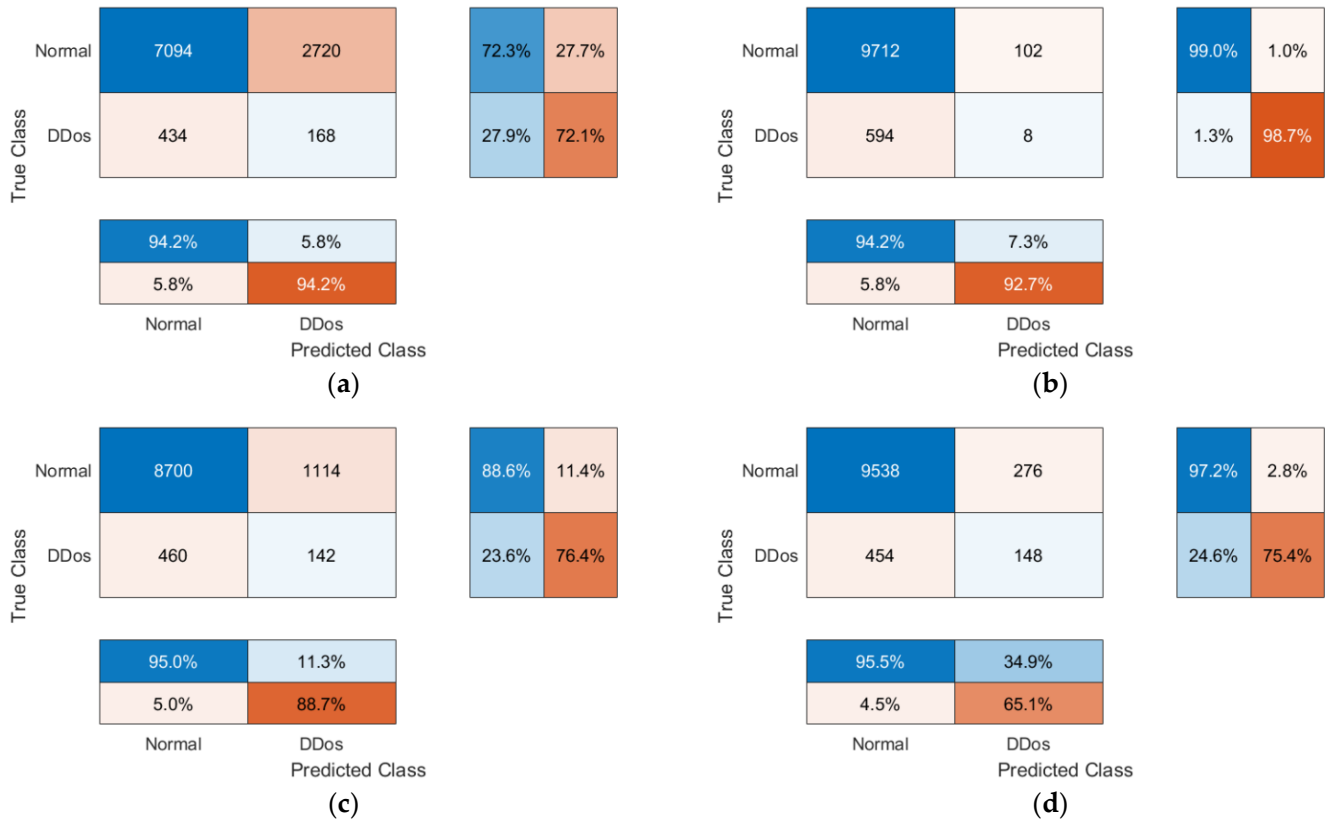 Normal 7094 2720 72.3% 27.7%
DDos 434 168 27.9% 72.1%
True Class
94.2% 5.8%
5.8% 94.2%
Normal DDos
Predicted Class
(a)
Normal 9712 102 99.0% 1.0%
DDos 594 8 1.3% 98.7%
True Class
94.2% 7.3%
5.8% 92.7%
Normal DDos
Predicted Class
(b)
Normal 8700 1114 88.6% 11.4%
DDos 460 142 23.6% 76.4%
True Class
95.0% 11.3%
5.0% 88.7%
Normal DDos
Predicted Class
(c)
Normal 9538 276 97.2% 2.8%
DDos 454 148 24.6% 75.4%
True Class
95.5% 34.9%
4.5% 65.1%
Normal DDos
Predicted Class
(d)